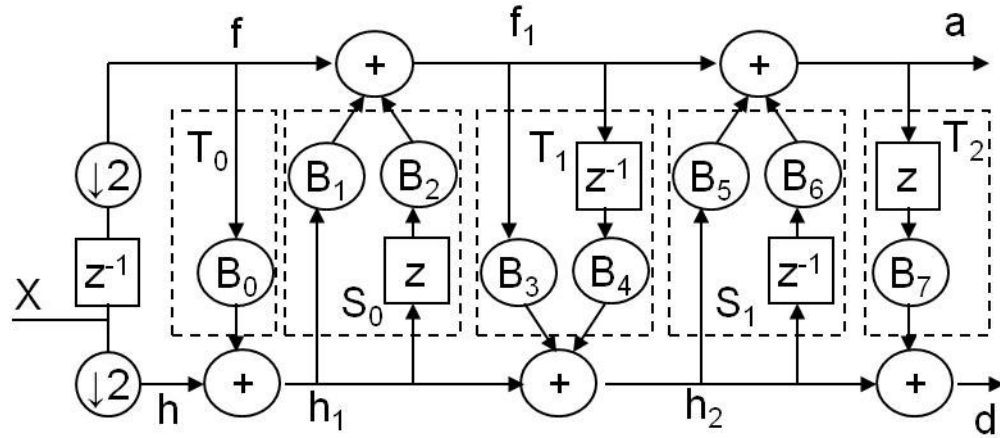 f
f₁
a
+
+
T₀
T₁
T₂
↓2
B₁
B₂
z⁻¹
B₅
B₆
z
z⁻¹
B₀
z
B₃
B₄
z⁻¹
B₇
X
S₀
S₁
↓2
+
+
+
h
h₁
h₂
d